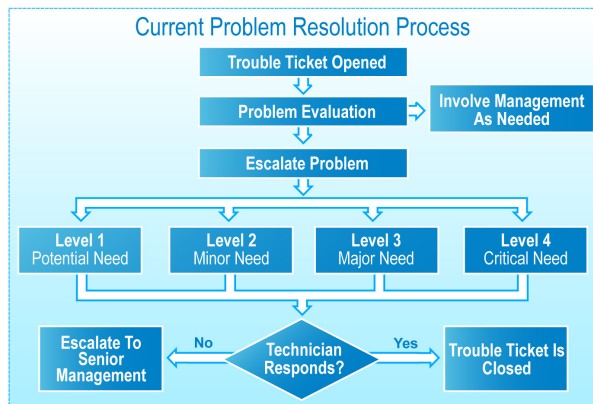 Current Problem Resolution Process
Trouble Ticket Opened
Problem Evaluation
Involve Management
As Needed
Escalate Problem
Level 1
Potential Need
Level 2
Minor Need
Level 3
Major Need
Level 4
Critical Need
Escalate To
Senior
Management
No
Technician
Responds?
Yes
Trouble Ticket Is
Closed